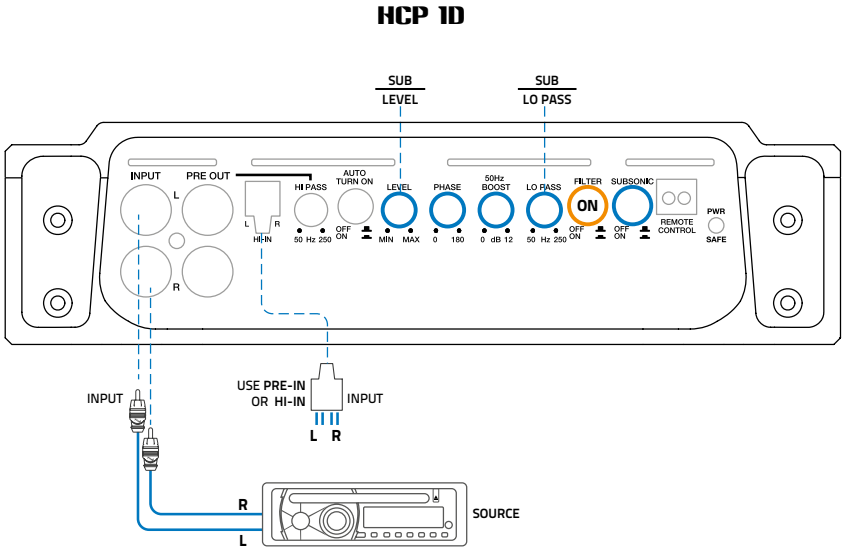 HCP 1D
SUB
LEVEL
SUB
LO PASS
INPUT
PRE OUT
L
R
L
R
HI-IN
HI PASS
50 Hz 250
AUTO
TURN ON
OFF
ON
LEVEL
MIN MAX
PHASE
0 180
50Hz
BOOST
0 dB 12
LO PASS
50 Hz 250
FILTER
ON
OFF
ON
SUBSONIC
OFF
ON
REMOTE
CONTROL
PWR
SAFE
INPUT
USE PRE-IN
OR HI-IN
INPUT
L R
R
L
SOURCE